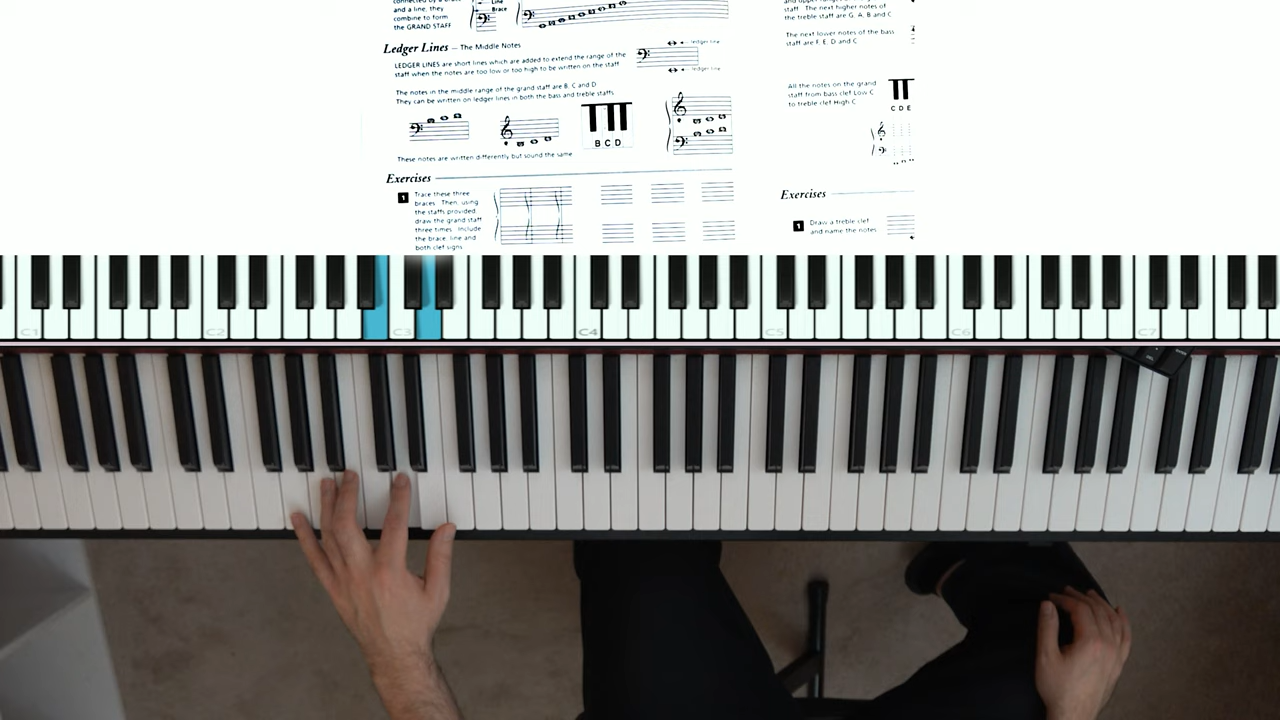 connected by a brace
and a line, they
combine to form
the GRAND STAFF
Line
Brace
Ledger Lines – The Middle Notes
LEDGER LINES are short lines which are added to extend the range of the
staff when the notes are too low or too high to be written on the staff
ledger line
ledger line
The notes in the middle range of the grand staff are B, C and D
They can be written on ledger lines in both the bass and treble staffs
B C D
These notes are written differently but sound the same
Exercises
1 Trace these three
braces Then, using
the staffs provided
draw the grand staff
three times Include
the brace, line and
both clef signs
staff The next higher notes of
the treble staff are G, A, B and C
The next lower notes of the bass
staff are F, E, D and C
All the notes on the grand
staff from bass clef Low C
to treble clef High C
C D E
Exercises
1 Draw a treble clef
and name the notes
C1 C2 C3 C4 C5 C6 C7